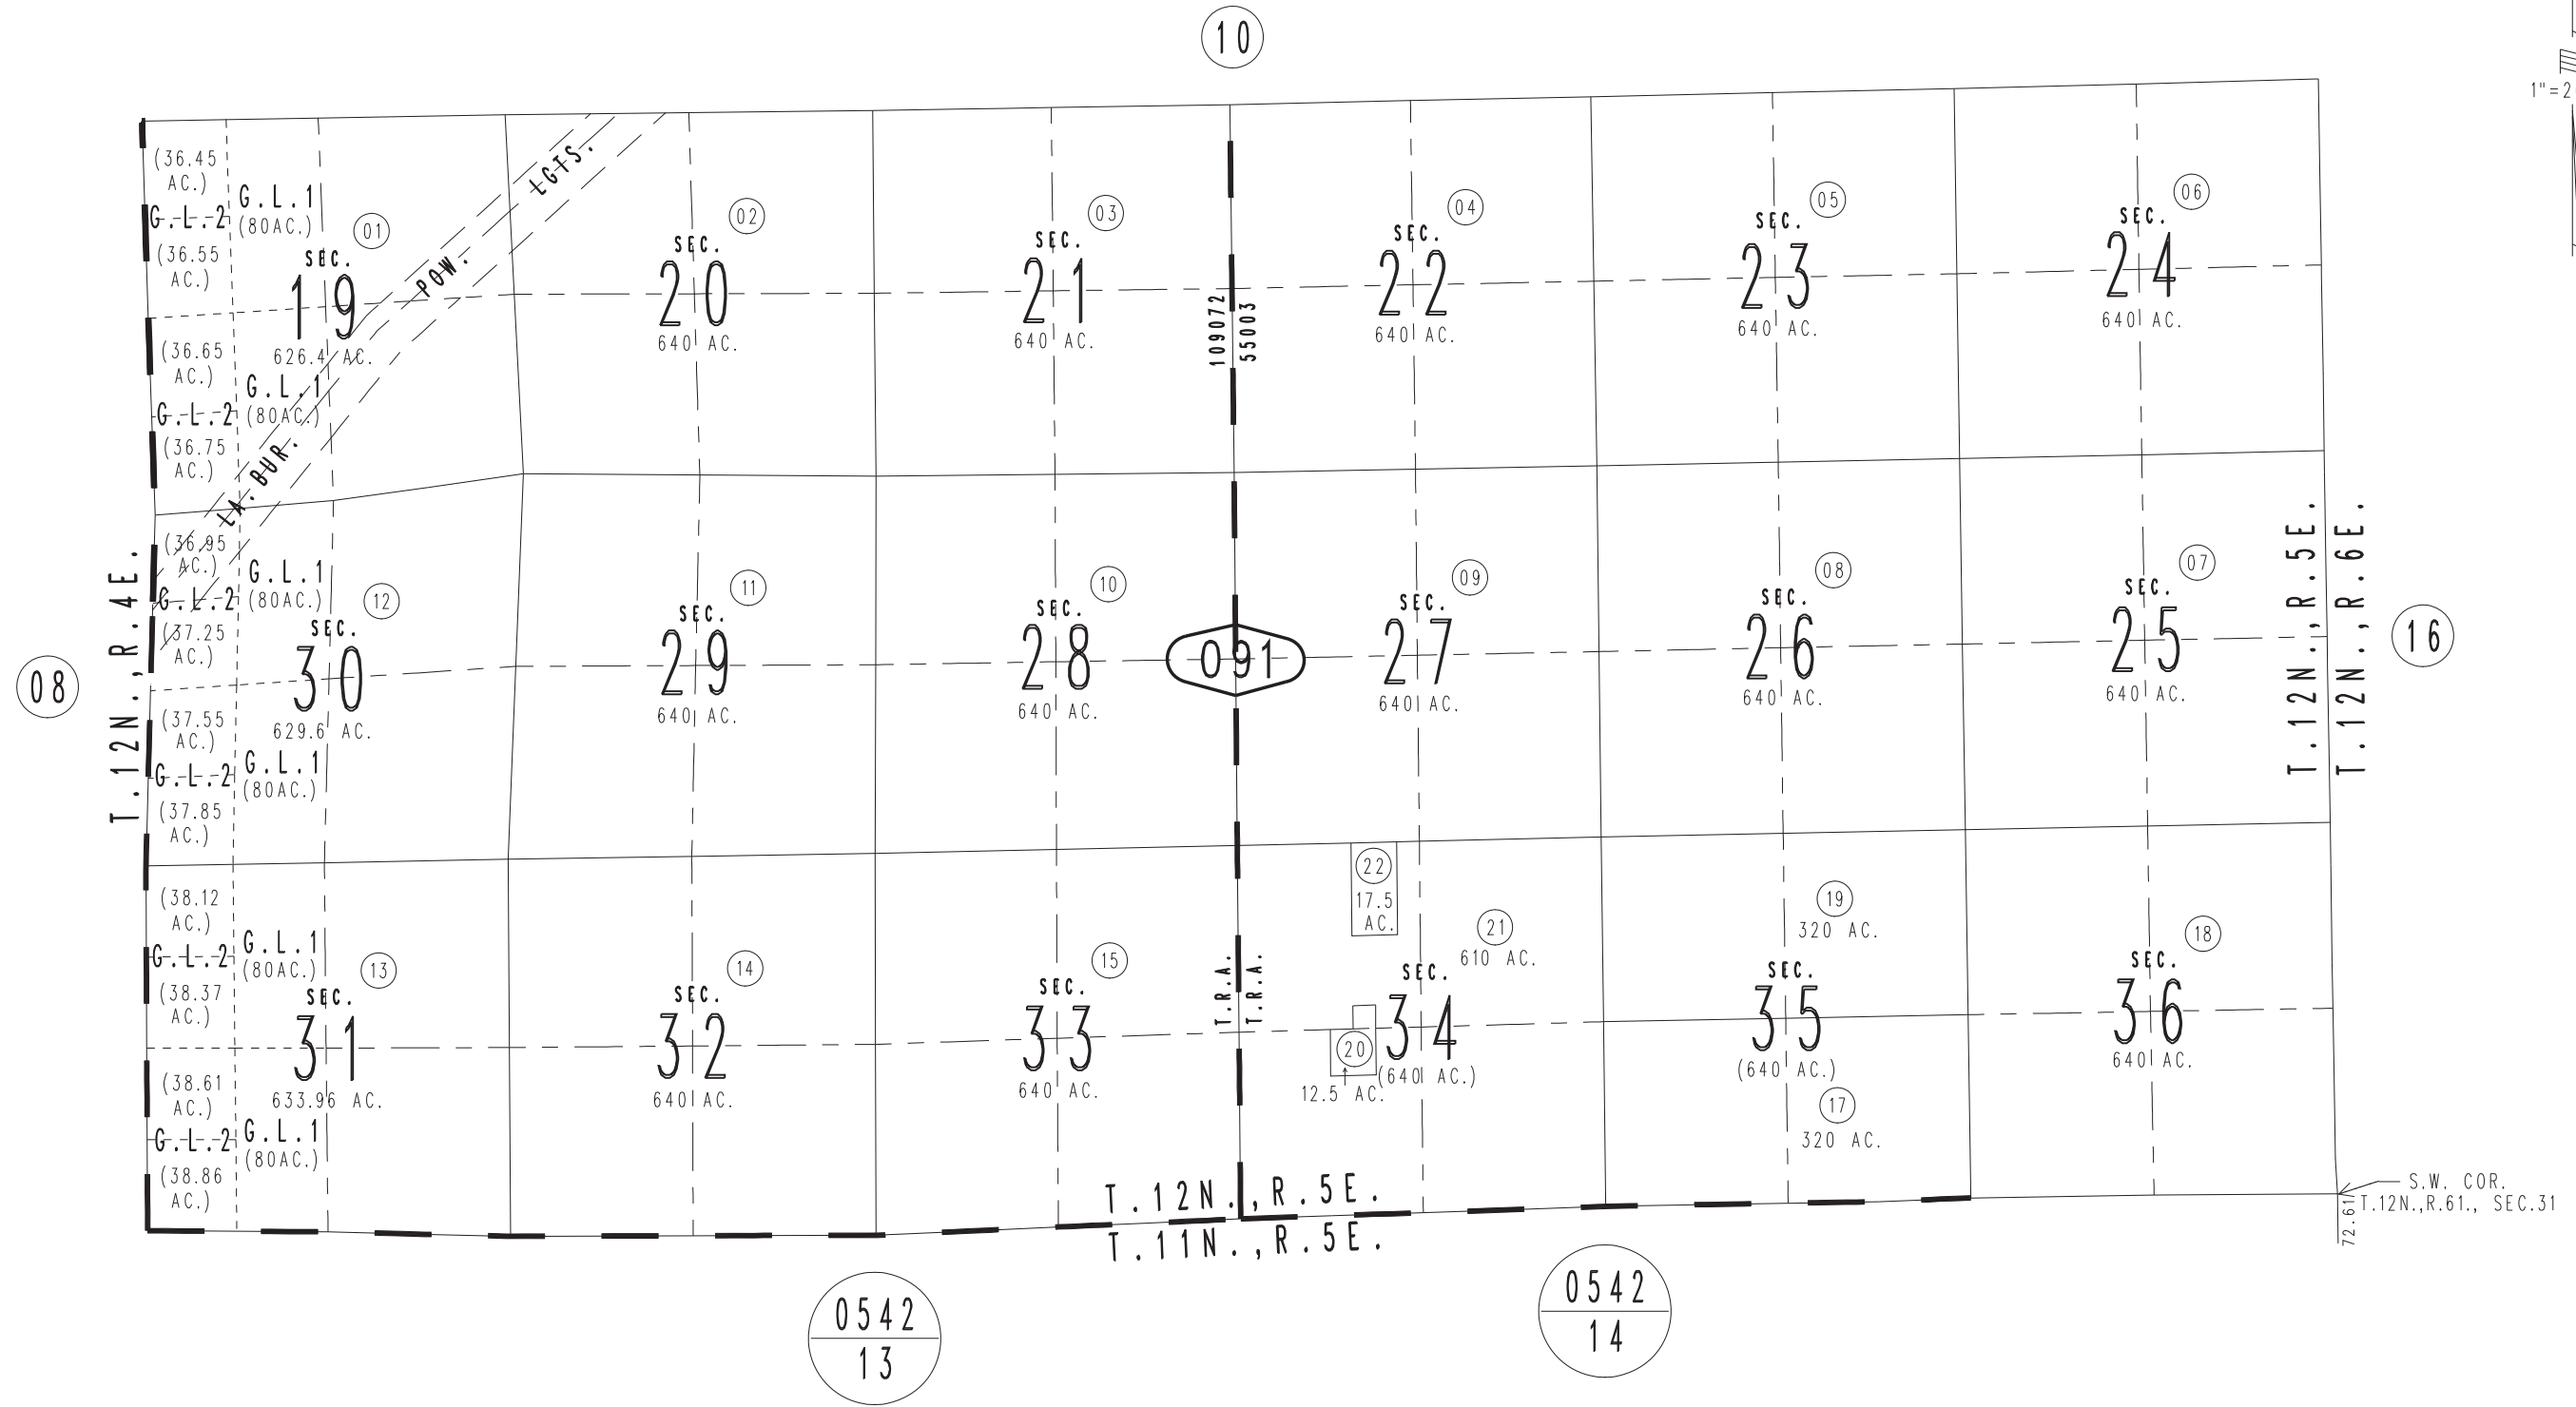 10
1"=2
(36.45
AC.)
G.L.2
(36.55
AC.)
G.L.1
(80AC.)
01
SEC.
19
626.4 AC.
(36.65
AC.)
G.L.2
(36.75
AC.)
G.L.1
(80AC.)
LA. BUR. POW. LGTS.
02
SEC.
20
640 AC.
03
SEC.
21
640 AC.
109072
55003
04
SEC.
22
640 AC.
05
SEC.
23
640 AC.
06
SEC.
24
640 AC.
08
T.12N.,R.4E.
(36.95
AC.)
G.L.2
(37.25
AC.)
G.L.1
(80AC.)
12
SEC.
30
629.6 AC.
(37.55
AC.)
G.L.2
(37.85
AC.)
G.L.1
(80AC.)
11
SEC.
29
640 AC.
10
SEC.
28
640 AC.
091
09
SEC.
27
640 AC.
08
SEC.
26
640 AC.
07
SEC.
25
640 AC.
T.12N.,R.5E.
T.12N.,R.6E.
16
(38.12
AC.)
G.L.2
(38.37
AC.)
G.L.1
(80AC.)
13
SEC.
31
633.96 AC.
(38.61
AC.)
G.L.2
(38.86
AC.)
G.L.1
(80AC.)
14
SEC.
32
640 AC.
15
SEC.
33
640 AC.
T.R.A.
T.R.A.
22
17.5
AC.
21
610 AC.
SEC.
34
(640 AC.)
20
12.5 AC.
19
320 AC.
SEC.
35
(640 AC.)
17
320 AC.
18
SEC.
36
640 AC.
T.12N.,R.5E.
T.11N.,R.5E.
S.W. COR.
T.12N.,R.61., SEC.31
72.61
0542
13
0542
14